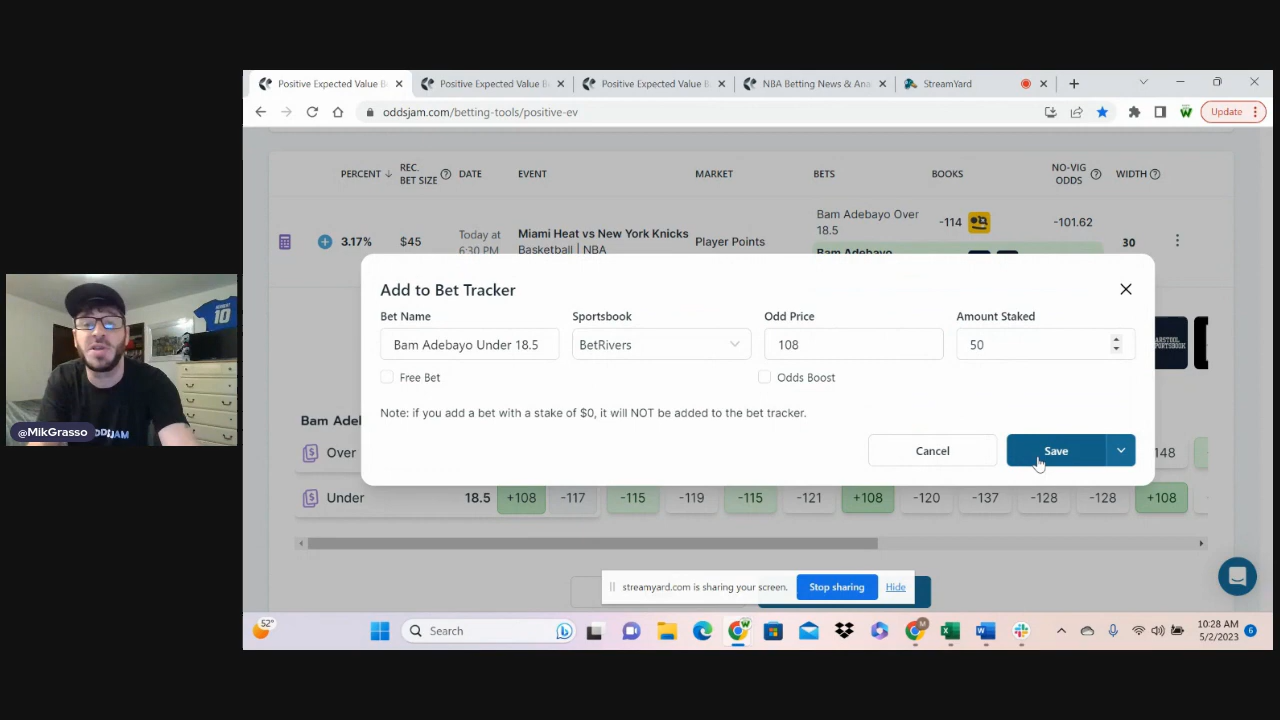 Positive Expected Value B
Positive Expected Value B
Positive Expected Value B
NBA Betting News & Ana
StreamYard
oddsjam.com/betting-tools/positive-ev
Update
PERCENT
REC. BET SIZE
DATE
EVENT
MARKET
BETS
BOOKS
NO-VIG ODDS
WIDTH
3.17%
$45
Today at
6:30 PM
Miami Heat vs New York Knicks
Basketball | NBA
Player Points
Bam Adebayo Over
18.5
Bam Adebayo
-114
-101.62
30
Add to Bet Tracker
Bet Name
Sportsbook
Odd Price
Amount Staked
Bam Adebayo Under 18.5
BetRivers
108
50
Free Bet
Odds Boost
Note: if you add a bet with a stake of $0, it will NOT be added to the bet tracker.
Cancel
Save
Bam Adel
Over
148
Under
18.5
+108
-117
-115
-119
-115
-121
+108
-120
-137
-128
-128
+108
@MikGrasso
10
streamyard.com is sharing your screen.
Stop sharing
Hide
52°
Search
10:28 AM
5/2/2023
6